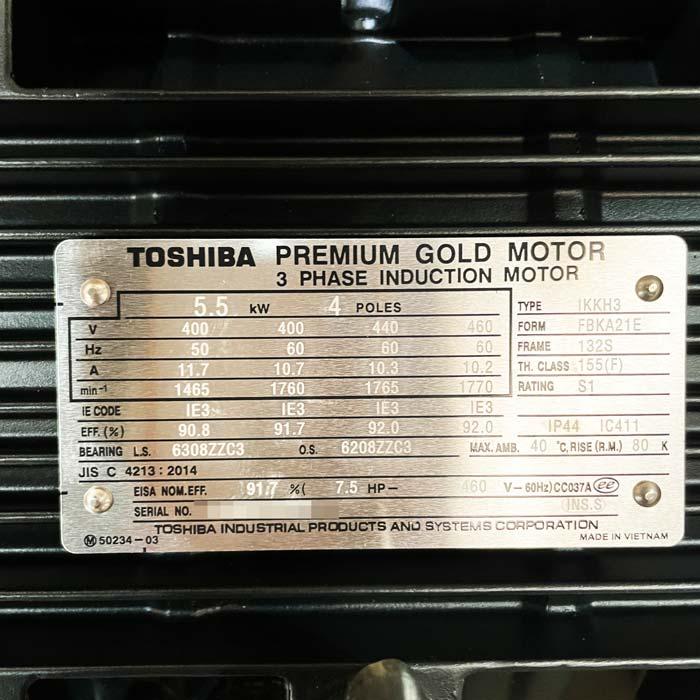 TOSHIBA PREMIUM GOLD MOTOR
3 PHASE INDUCTION MOTOR
5.5 kW 4 POLES
TYPE IKKH3
V 400 400 440 460
FORM FBKA21E
Hz 50 60 60 60
FRAME 132S
A 11.7 10.7 10.3 10.2
TH. CLASS 155(F)
min-1 1465 1760 1765 1770
RATING S1
IE CODE IE3 IE3 IE3 IE3
EFF. (%) 90.8 91.7 92.0 92.0
IP44 IC411
BEARING L.S. 6308ZZC3 O.S. 6208ZZC3 MAX. AMB. 40 °C, RISE (R.M.) 80 K
JIS C 4213 : 2014
EISA NOM.EFF. 91.7 %( 7.5 HP- 460 V-60Hz) CC037A ee
SERIAL NO. (INS.S)
TOSHIBA INDUSTRIAL PRODUCTS AND SYSTEMS CORPORATION
M 50234-03 MADE IN VIETNAM